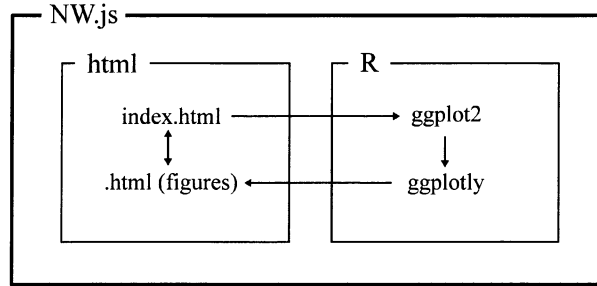 NW.js
html
R
index.html
ggplot2
.html (figures)
ggplotly